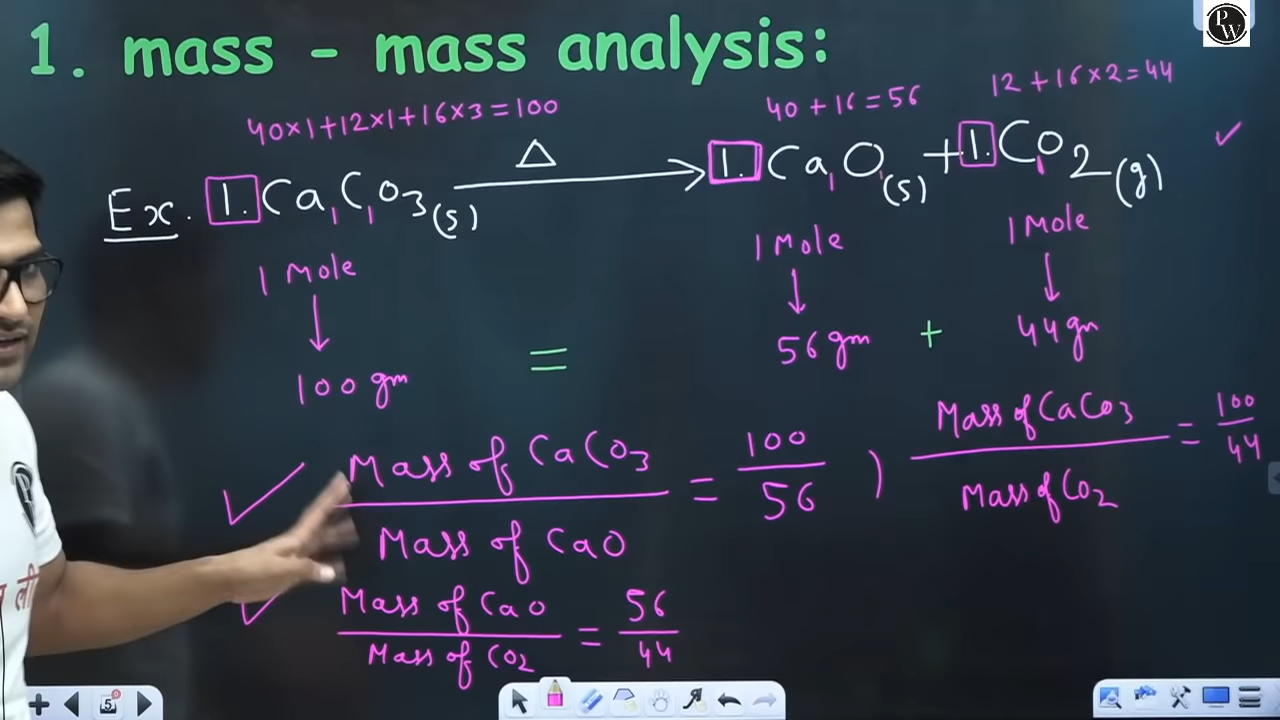 1. mass - mass analysis:
PW
40×1+12×1+16×3=100
40+16=56
12+16×2=44
Ex. 1. CaCO3(s) Δ → 1. CaO(s) + 1. CO2(g) ✓
1 Mole
1 Mole
1 Mole
↓
↓
↓
100 gm = 56 gm + 44 gm
✓ Mass of CaCO3 / Mass of CaO = 100/56 ) Mass of CaCO3 / Mass of CO2 = 100/44
✓ Mass of CaO / Mass of CO2 = 56/44
5
0